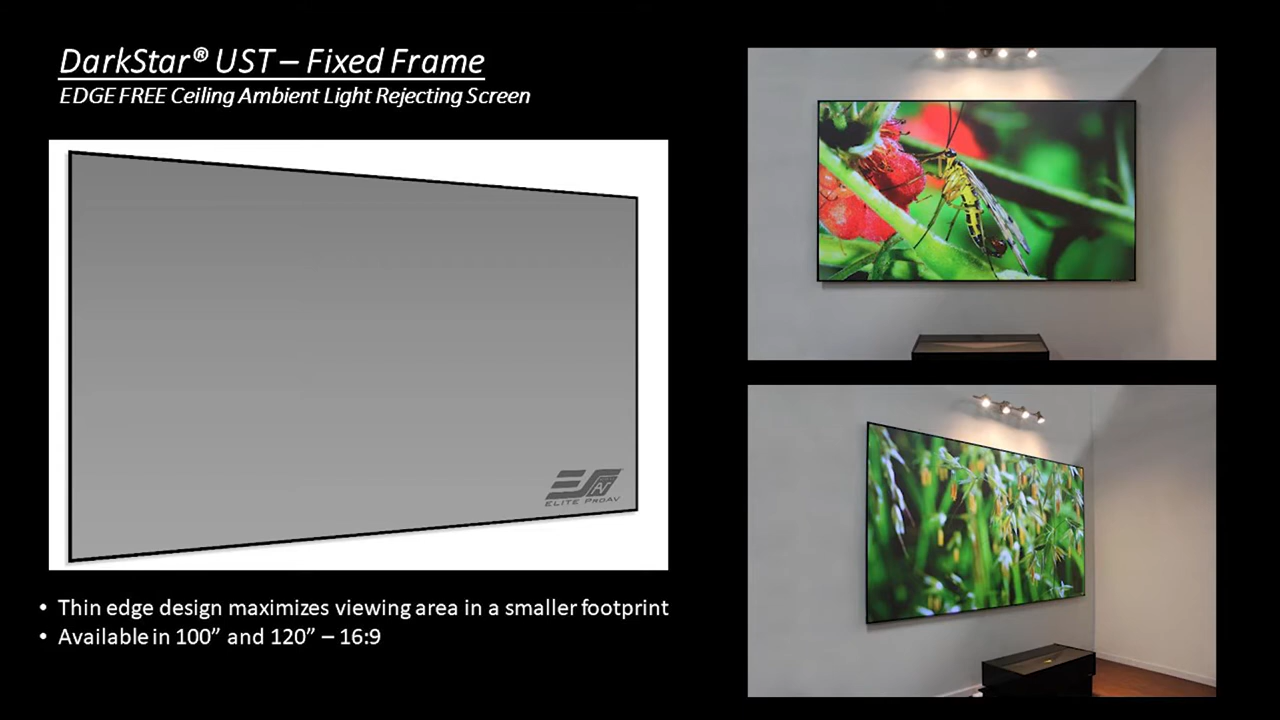 DarkStar® UST – Fixed Frame
EDGE FREE Ceiling Ambient Light Rejecting Screen
ELITE PROAV
• Thin edge design maximizes viewing area in a smaller footprint
• Available in 100” and 120” – 16:9